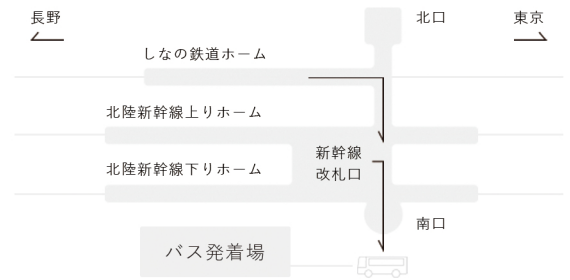 長野
北口
東京
しなの鉄道ホーム
北陸新幹線上りホーム
新幹線
改札口
北陸新幹線下りホーム
南口
バス発着場